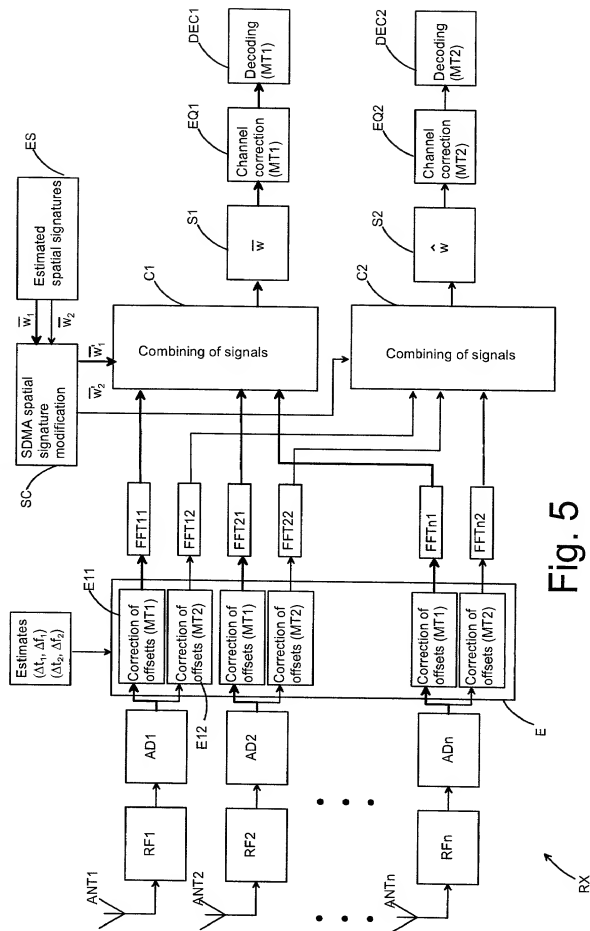 ANT1
RF1
AD1
ANT2
RF2
AD2
ANTn
RFn
ADn
RX
Estimates
(Δt₁, Δf₁)
(Δt₂, Δf₂)
E11
Correction of
offsets (MT1)
Correction of
offsets (MT2)
E12
Correction of
offsets (MT1)
Correction of
offsets (MT2)
Correction of
offsets (MT1)
Correction of
offsets (MT2)
E
FFT11
FFT12
FFT21
FFT22
FFTn1
FFTn2
SC
SDMA spatial
signature
modification
w̅₁
w̅₂
Estimated
spatial signatures
ES
w̅'₁
w̅'₂
C1
Combining of signals
C2
Combining of signals
S1
w̅
S2
ŵ
EQ1
Channel
correction
(MT1)
EQ2
Channel
correction
(MT2)
DEC1
Decoding
(MT1)
DEC2
Decoding
(MT2)
Fig. 5